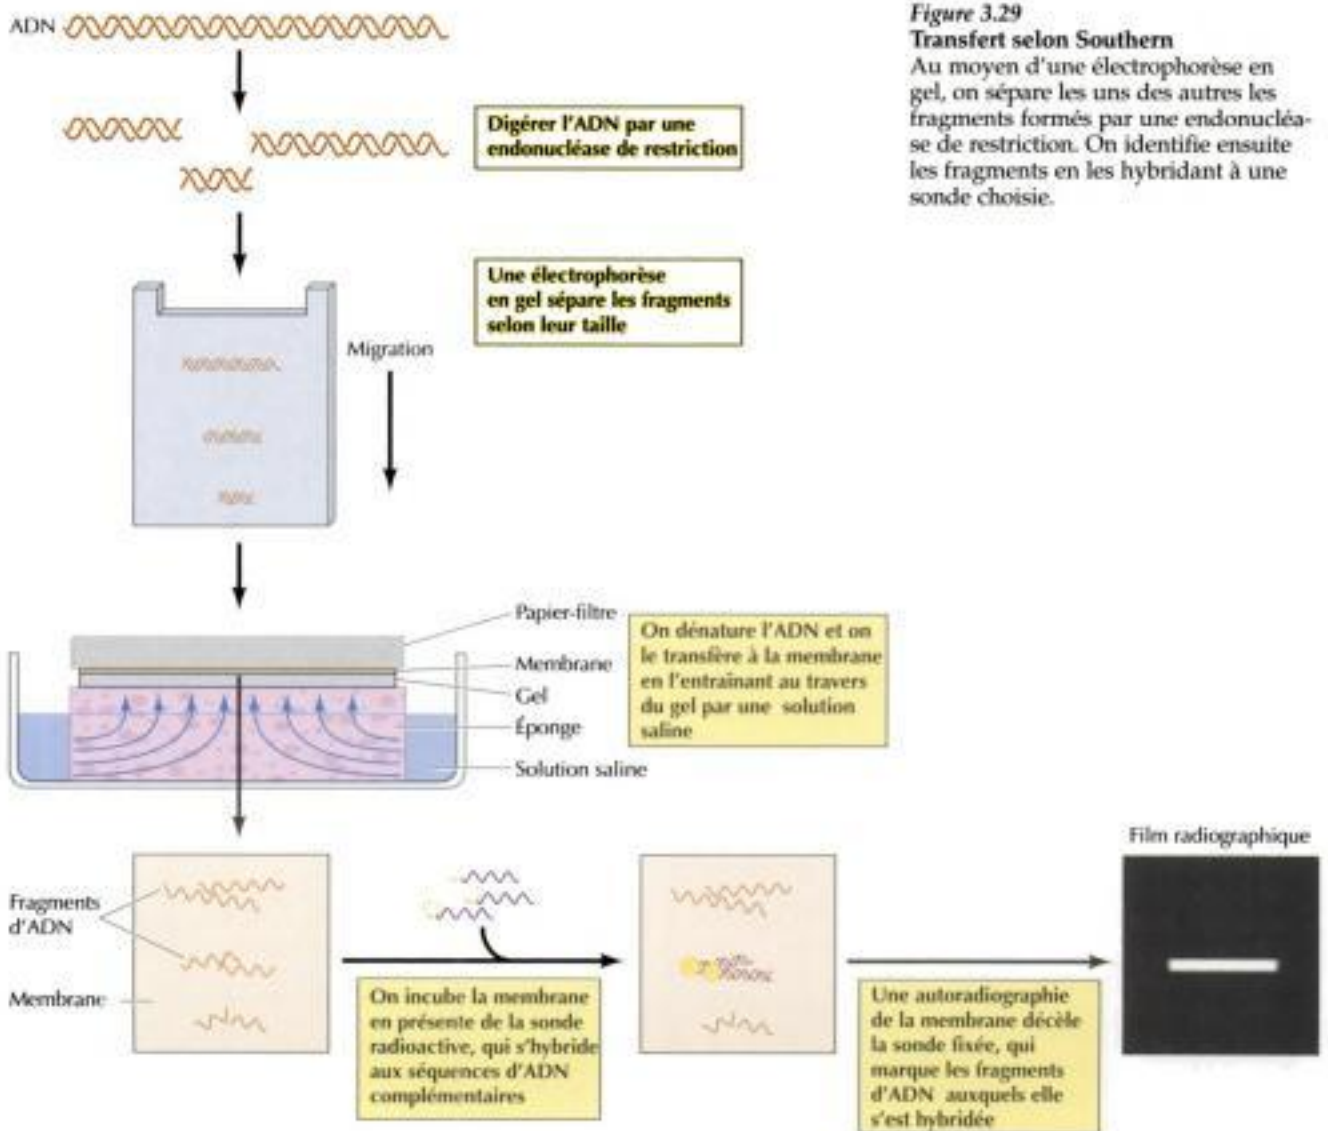 ADN
Figure 3.29
Transfert selon Southern
Au moyen d'une électrophorèse en
gel, on sépare les uns des autres les
fragments formés par une endonucléa-
se de restriction. On identifie ensuite
les fragments en les hybridant à une
sonde choisie.
Digérer l'ADN par une
endonucléase de restriction
Une électrophorèse
en gel sépare les fragments
selon leur taille
Migration
Papier-filtre
Membrane
Gel
Éponge
Solution saline
On dénature l'ADN et on
le transfère à la membrane
en l'entraînant au travers
du gel par une solution
saline
Fragments
d'ADN
Membrane
On incube la membrane
en présente de la sonde
radioactive, qui s'hybride
aux séquences d'ADN
complémentaires
Une autoradiographie
de la membrane décèle
la sonde fixée, qui
marque les fragments
d'ADN auxquels elle
s'est hybridée
Film radiographique